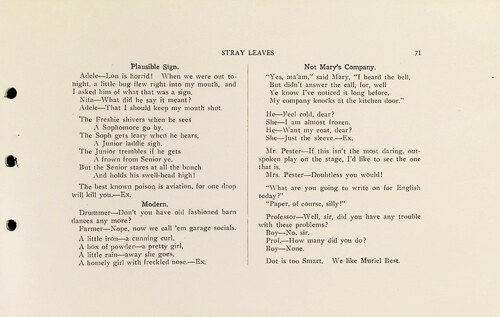 STRAY LEAVES
71
Plausible Sign.
Adele—Lou is horrid! When we were out to-
night, a little bug flew right into my mouth, and
I asked him of what that was a sign.
Nita—What did he say it meant?
Adele—That I should keep my mouth shut.
The Freshie shivers when he sees
A Sophomore go by.
The Soph gets leary when he hears,
A Junior laddie sigh.
The Junior trembles if he gets
A frown from Senior ye,
But the Senior stares at all the bunch
And holds his swell-head high!
The best known poison is aviation, for one drop
will kill you.—Ex.
Modern.
Drummer—Don't you have old fashioned barn
dances any more?
Farmer—Nope, now we call 'em garage socials.
A little iron—a cunning curl,
A box of powder—a pretty girl,
A little rain—away she goes,
A homely girl with freckled nose.—Ex.
Not Mary's Company.
"Yes, ma'am," said Mary, "I heard the bell,
But didn't answer the call, for, well
Ye know I've noticed it long before,
My company knocks at the kitchen door."
He—Feel cold, dear?
She—I am almost frozen.
He—Want my coat, dear?
She—Just the sleeve.—Ex.
Mr. Pester—If this isn't the most daring, out-
spoken play on the stage, I'd like to see the one
that is.
Mrs. Pester—Doubtless you would!
"What are you going to write on for English
today?"
"Paper, of course, silly!"
Professor—Well, sir, did you have any trouble
with these problems?
Boy—No, sir.
Prof.—How many did you do?
Boy—None.
Dot is too Smart. We like Muriel Best.